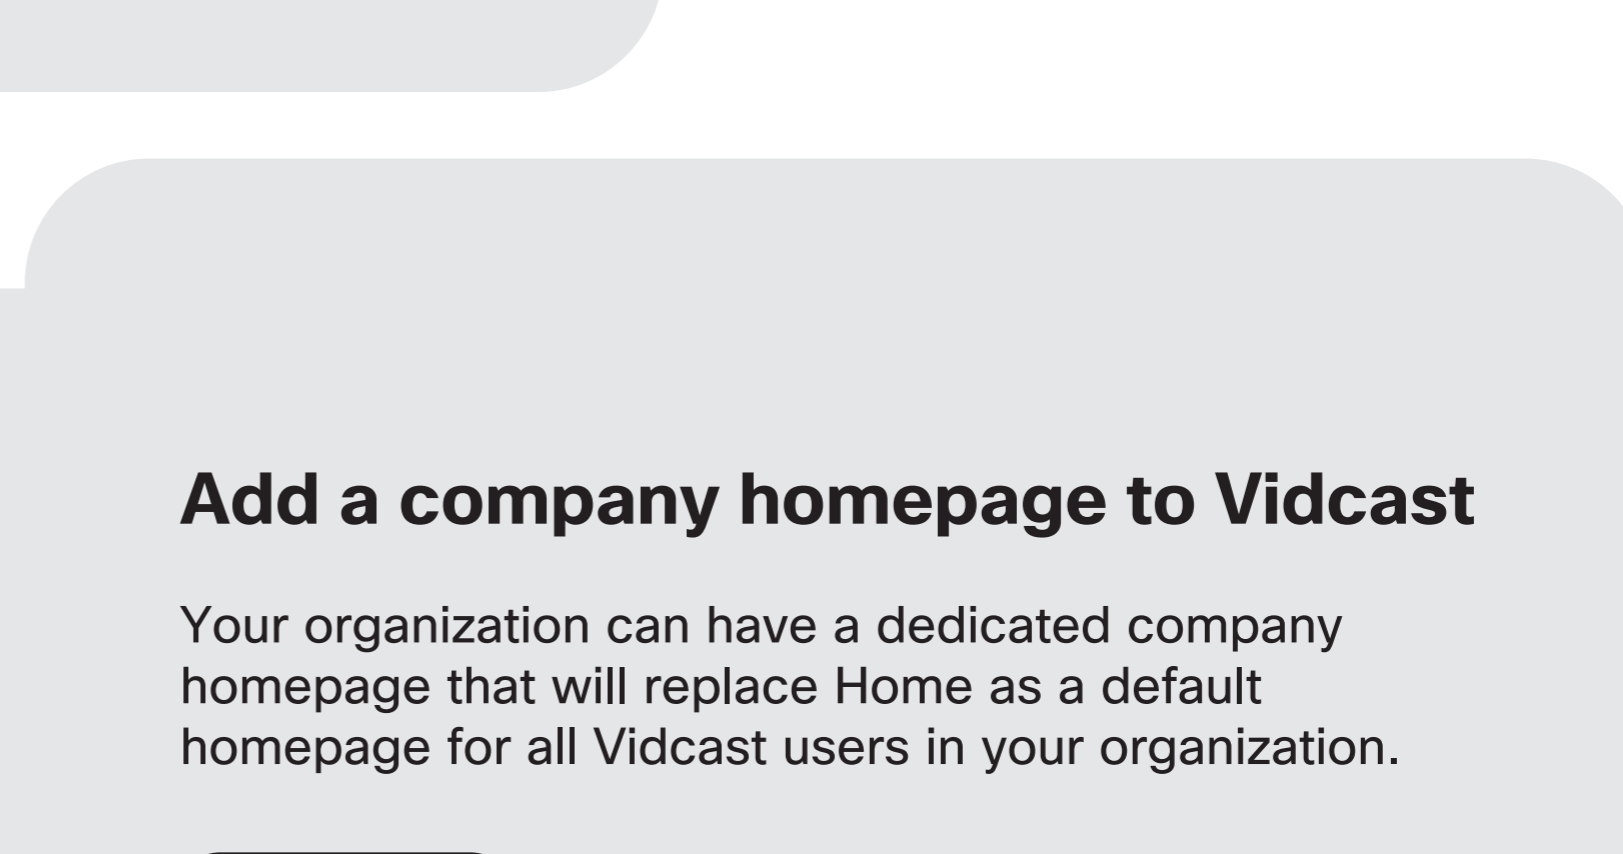 Add a company homepage to Vidcast
Your organization can have a dedicated company
homepage that will replace Home as a default
homepage for all Vidcast users in your organization.